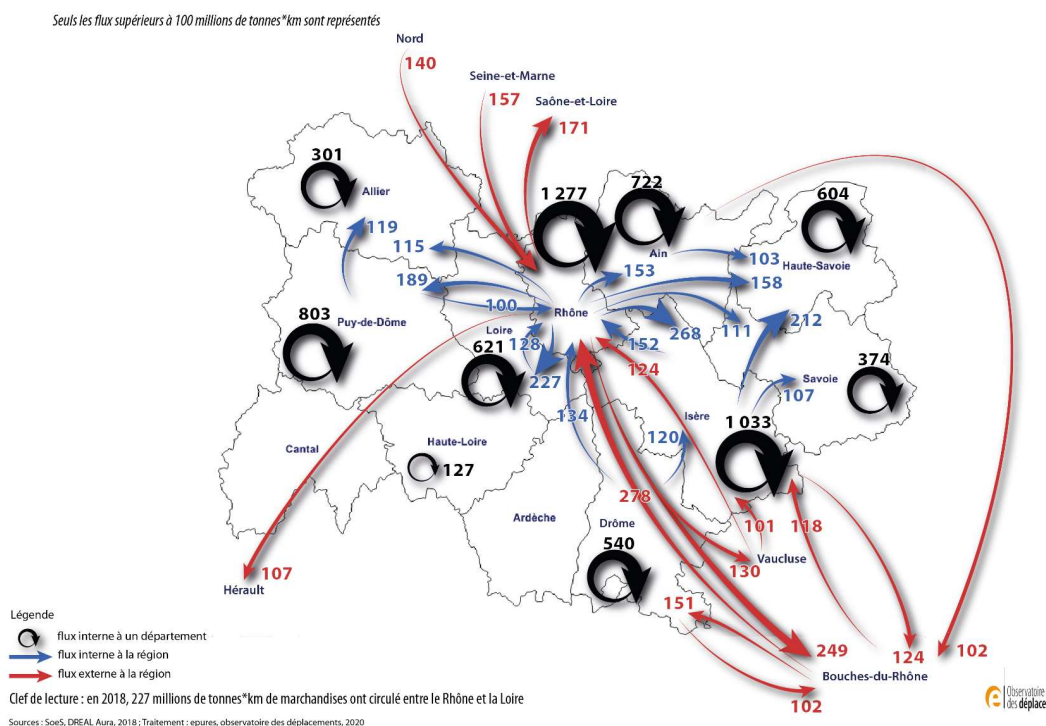 Seuls les flux supérieurs à 100 millions de tonnes*km sont représentés
Nord
140
Seine-et-Marne
157
Saône-et-Loire
171
301
Allier
119
1 277
722
Ain
604
Haute-Savoie
103
115
153
158
189
100
Rhône
268
111
212
803
Puy-de-Dôme
Loire
128
152
621
124
227
374
Savoie
107
134
Isère
1 033
120
Cantal
Haute-Loire
127
278
Ardèche
Drôme
540
101
118
Vaucluse
130
107
Hérault
151
249
124
102
Bouches-du-Rhône
102
Légende
flux interne à un département
flux interne à la région
flux externe à la région
Clef de lecture : en 2018, 227 millions de tonnes*km de marchandises ont circulé entre le Rhône et la Loire
Sources : SoeS, DREAL Aura, 2018 ; Traitement : epures, observatoire des déplacements, 2020
e
Observatoire
des déplace